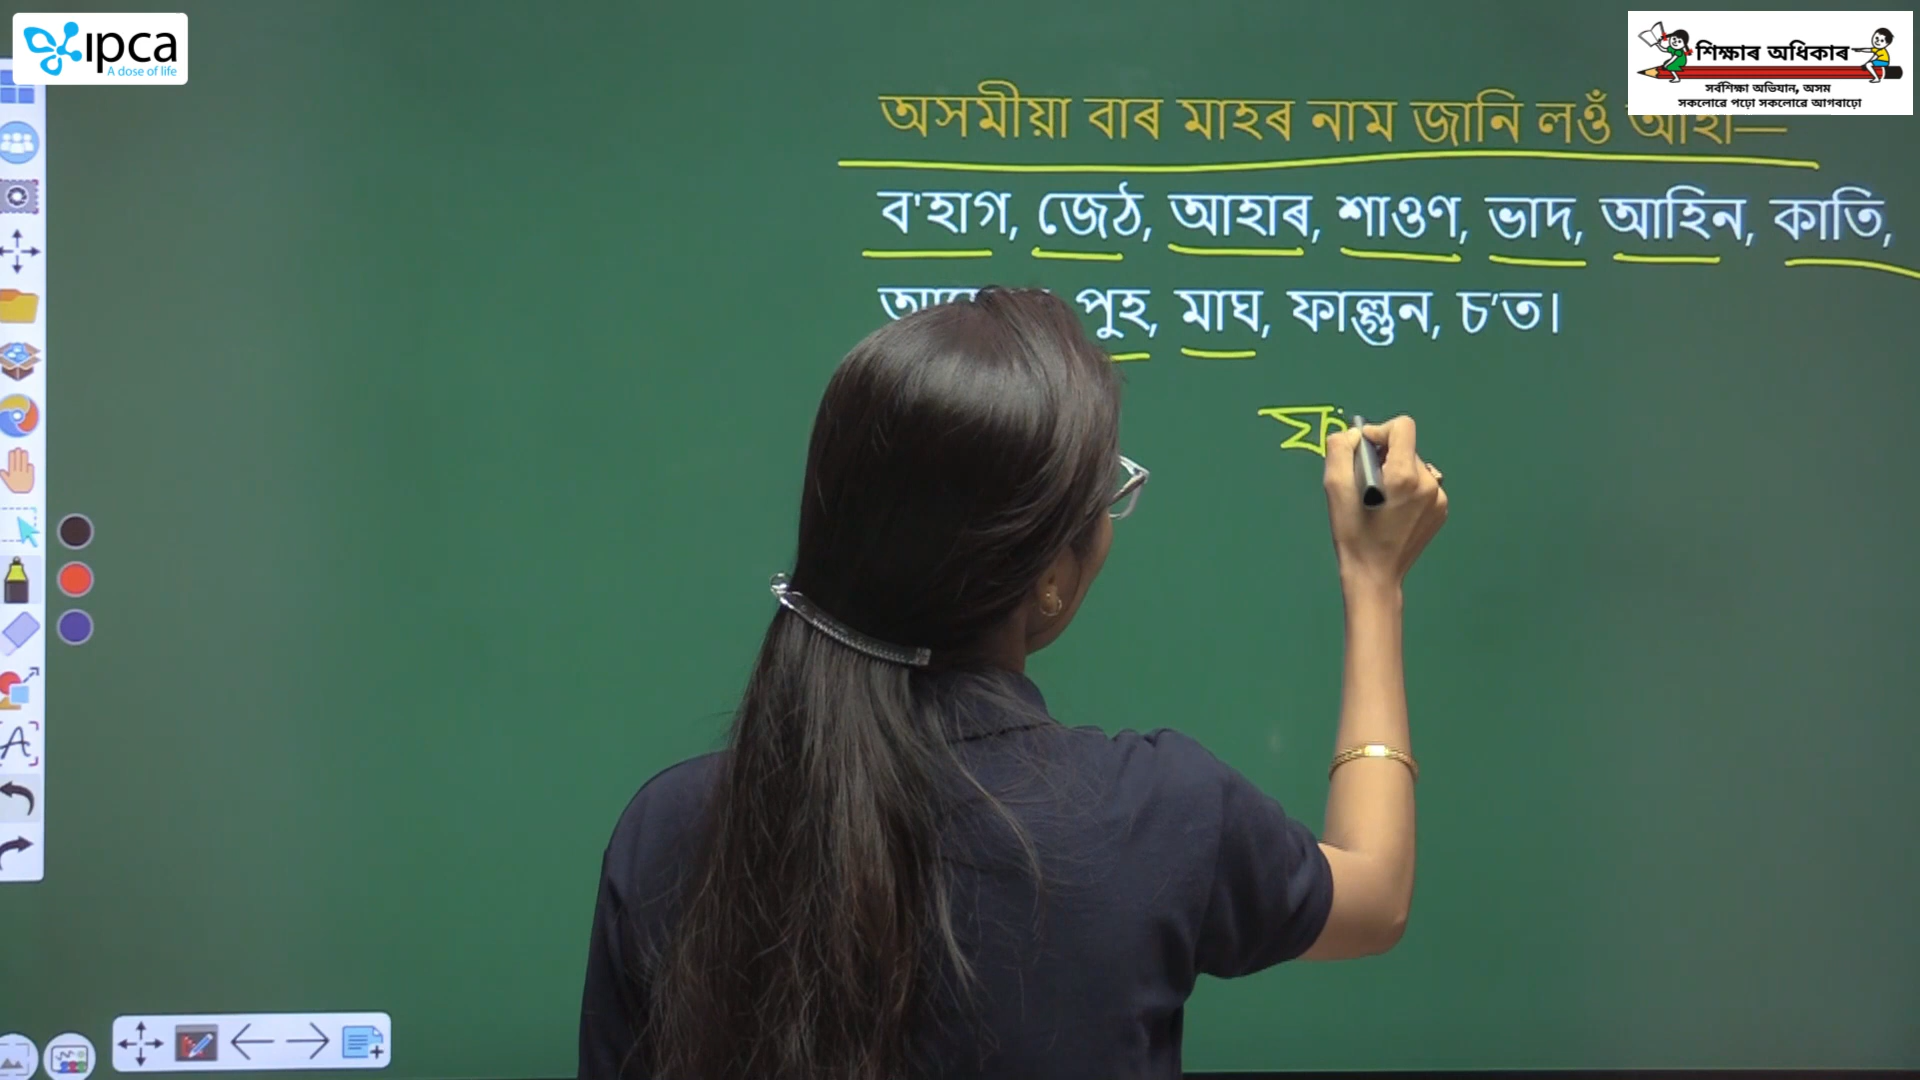 ipca
A dose of life
শিক্ষাৰ অধিকাৰ
সৰ্বশিক্ষা অভিযান, অসম
সকলোৱে পঢ়ো সকলোৱে আগবাঢ়ো
অসমীয়া বাৰ মাহৰ নাম জানি লওঁ আহা—
ব'হাগ, জেঠ, আহাৰ, শাওণ, ভাদ, আহিন, কাতি,
পুহ, মাঘ, ফাল্গুন, চ’ত।
ফ